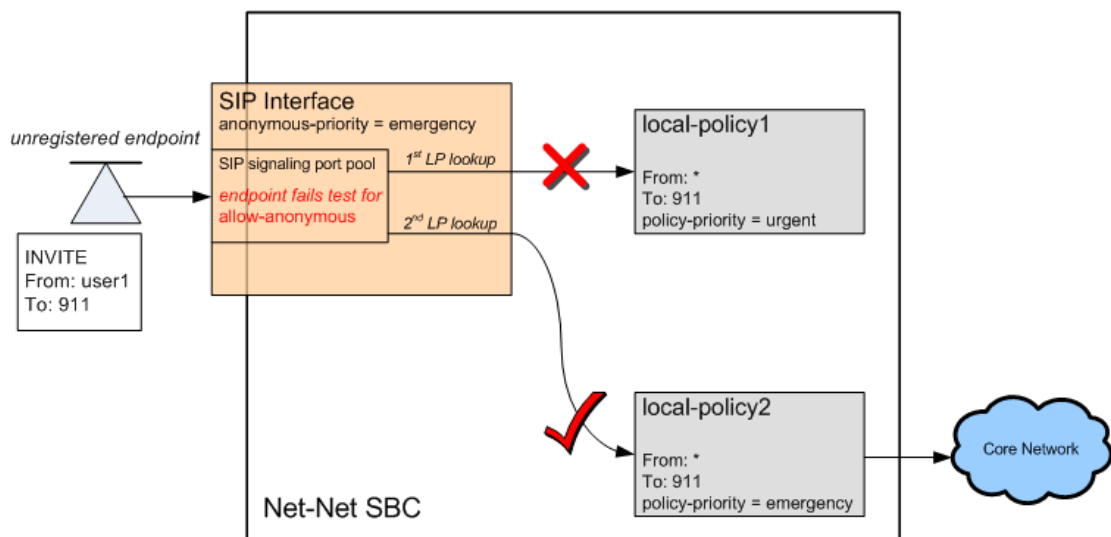 unregistered endpoint
INVITE
From: user1
To: 911
SIP Interface
anonymous-priority = emergency
SIP signaling port pool
endpoint fails test for
allow-anonymous
1st LP lookup
2nd LP lookup
local-policy1
From: *
To: 911
policy-priority = urgent
local-policy2
From: *
To: 911
policy-priority = emergency
Core Network
Net-Net SBC